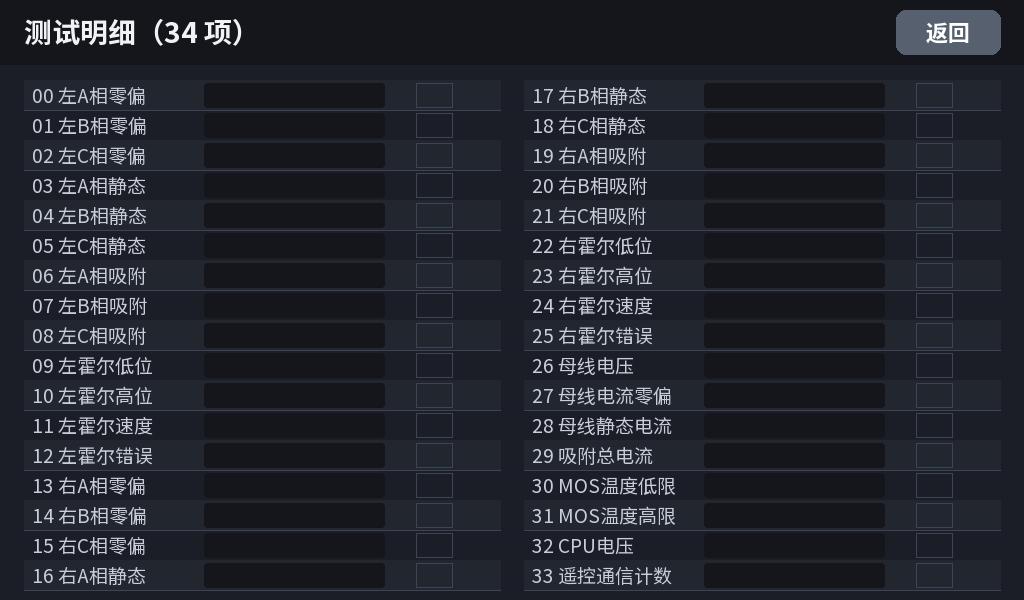 测试明细（34 项）
返回
00 左A相零偏
01 左B相零偏
02 左C相零偏
03 左A相静态
04 左B相静态
05 左C相静态
06 左A相吸附
07 左B相吸附
08 左C相吸附
09 左霍尔低位
10 左霍尔高位
11 左霍尔速度
12 左霍尔错误
13 右A相零偏
14 右B相零偏
15 右C相零偏
16 右A相静态
17 右B相静态
18 右C相静态
19 右A相吸附
20 右B相吸附
21 右C相吸附
22 右霍尔低位
23 右霍尔高位
24 右霍尔速度
25 右霍尔错误
26 母线电压
27 母线电流零偏
28 母线静态电流
29 吸附总电流
30 MOS温度低限
31 MOS温度高限
32 CPU电压
33 遥控通信计数